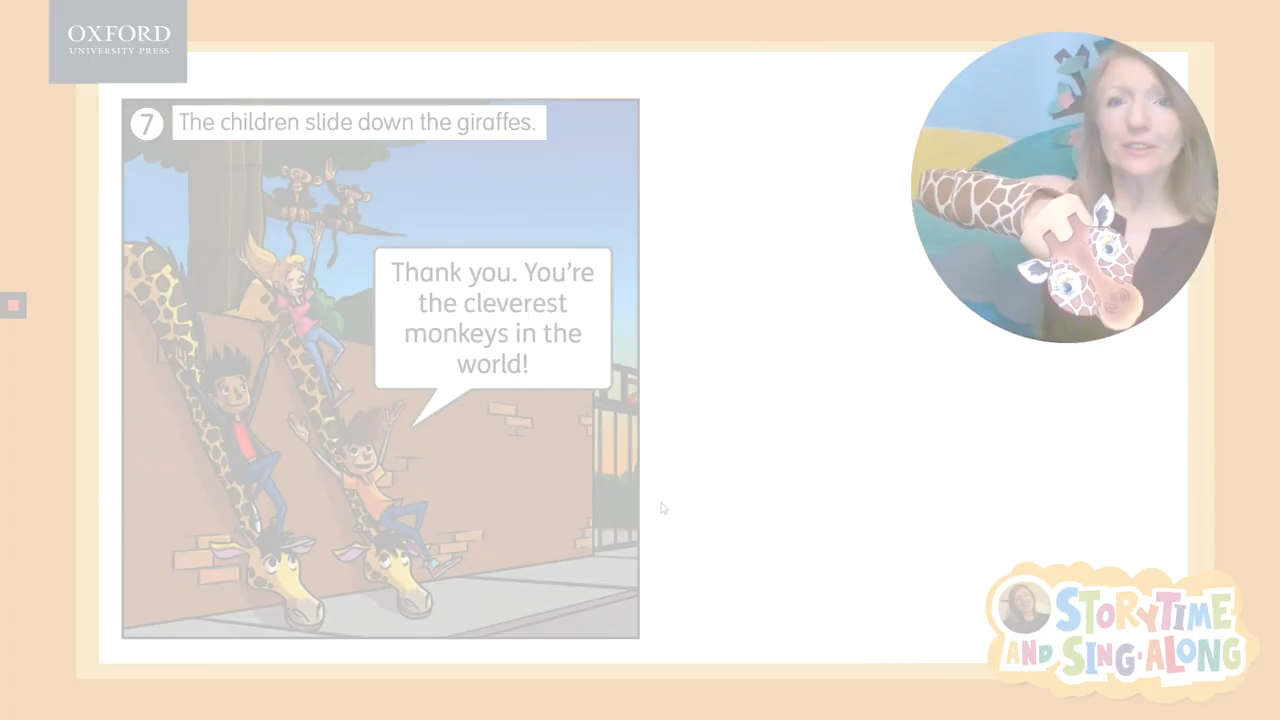 OXFORD
UNIVERSITY PRESS
7 The children slide down the giraffes.
Thank you. You're
the cleverest
monkeys in the
world!
STORYTIME
AND SING-ALONG